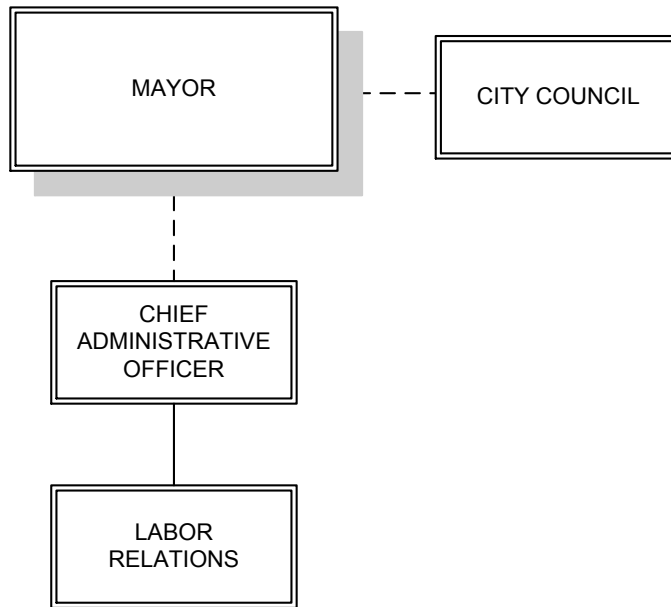 MAYOR
CITY COUNCIL
CHIEF
ADMINISTRATIVE
OFFICER
LABOR
RELATIONS